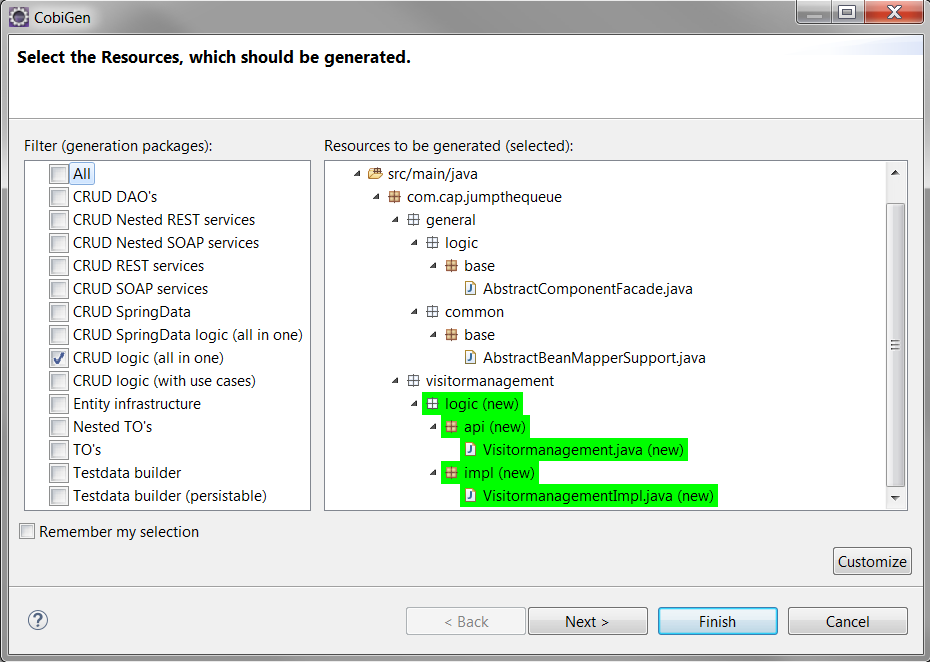 CobiGen
Select the Resources, which should be generated.
Filter (generation packages):
All
CRUD DAO's
CRUD Nested REST services
CRUD Nested SOAP services
CRUD REST services
CRUD SOAP services
CRUD SpringData
CRUD SpringData logic (all in one)
CRUD logic (all in one)
CRUD logic (with use cases)
Entity infrastructure
Nested TO's
TO's
Testdata builder
Testdata builder (persistable)
Resources to be generated (selected):
src/main/java
com.cap.jumpthequeue
general
logic
base
AbstractComponentFacade.java
common
base
AbstractBeanMapperSupport.java
visitormanagement
logic (new)
api (new)
Visitormanagement.java (new)
impl (new)
VisitormanagementImpl.java (new)
Remember my selection
Customize
?
< Back
Next >
Finish
Cancel